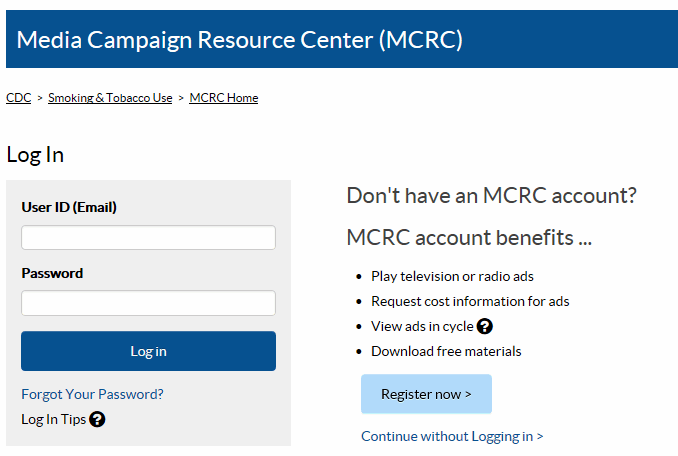 Media Campaign Resource Center (MCRC)
CDC > Smoking & Tobacco Use > MCRC Home
Log In
User ID (Email)
Password
Log in
Forgot Your Password?
Log In Tips ?
Don't have an MCRC account?
MCRC account benefits ...
• Play television or radio ads
• Request cost information for ads
• View ads in cycle ?
• Download free materials
Register now >
Continue without Logging in >